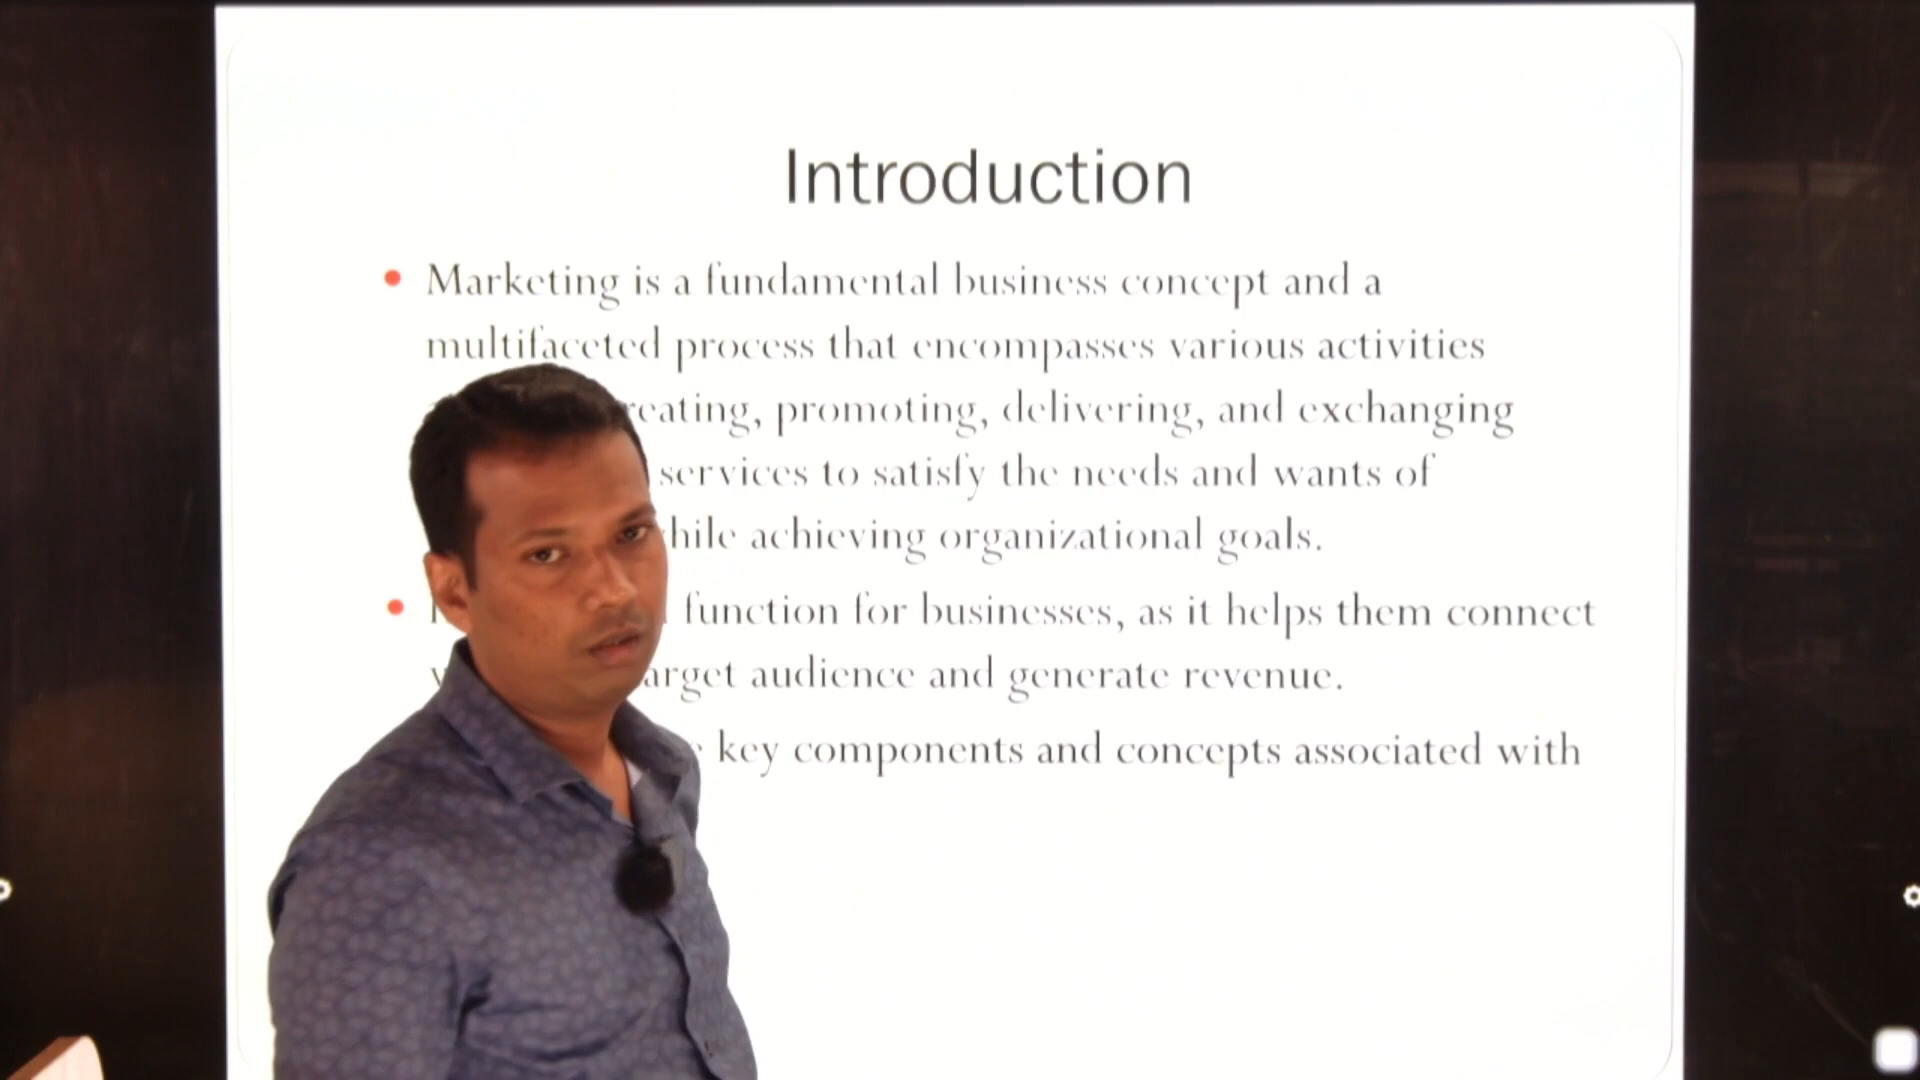 Introduction
Marketing is a fundamental business concept and a
multifaceted process that encompasses various activities
creating, promoting, delivering, and exchanging
services to satisfy the needs and wants of
while achieving organizational goals.
function for businesses, as it helps them connect
target audience and generate revenue.
key components and concepts associated with